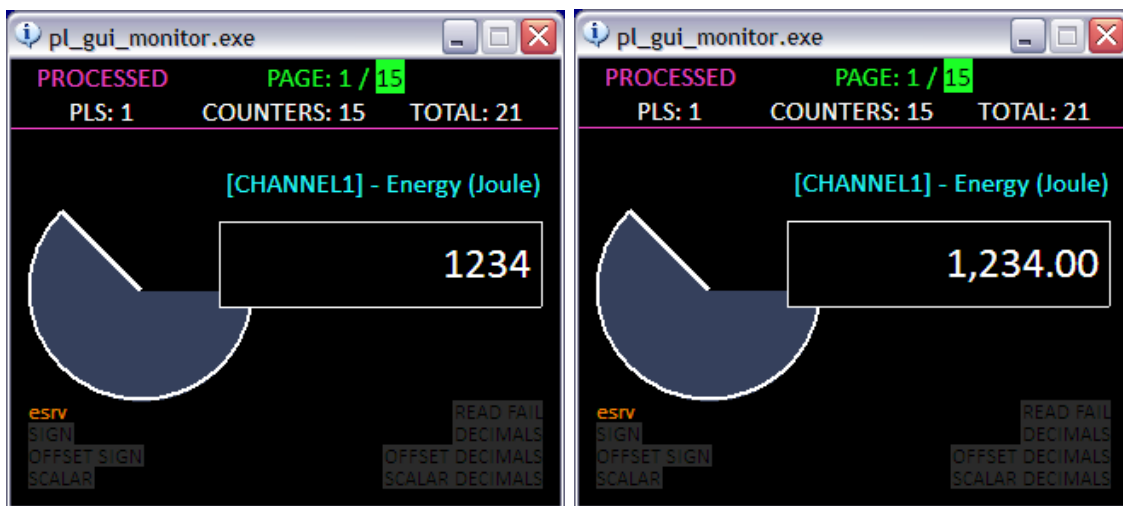 pl_gui_monitor.exe
PROCESSED PAGE: 1 / 15
PLS: 1 COUNTERS: 15 TOTAL: 21
[CHANNEL1] - Energy (Joule)
1234
esrv READ FAIL
SIGN DECIMALS
OFFSET SIGN OFFSET DECIMALS
SCALAR SCALAR DECIMALS
pl_gui_monitor.exe
PROCESSED PAGE: 1 / 15
PLS: 1 COUNTERS: 15 TOTAL: 21
[CHANNEL1] - Energy (Joule)
1,234.00
esrv READ FAIL
SIGN DECIMALS
OFFSET SIGN OFFSET DECIMALS
SCALAR SCALAR DECIMALS